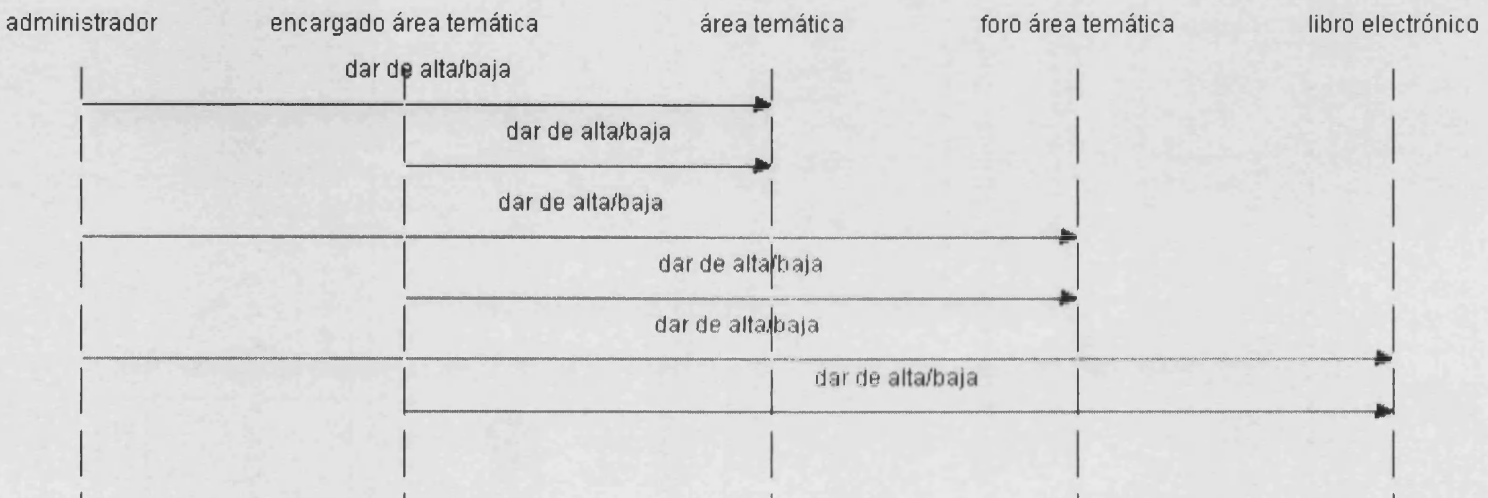 administrador encargado área temática área temática foro área temática libro electrónico
dar de alta/baja
dar de alta/baja
dar de alta/baja
dar de alta/baja
dar de alta/baja
dar de alta/baja